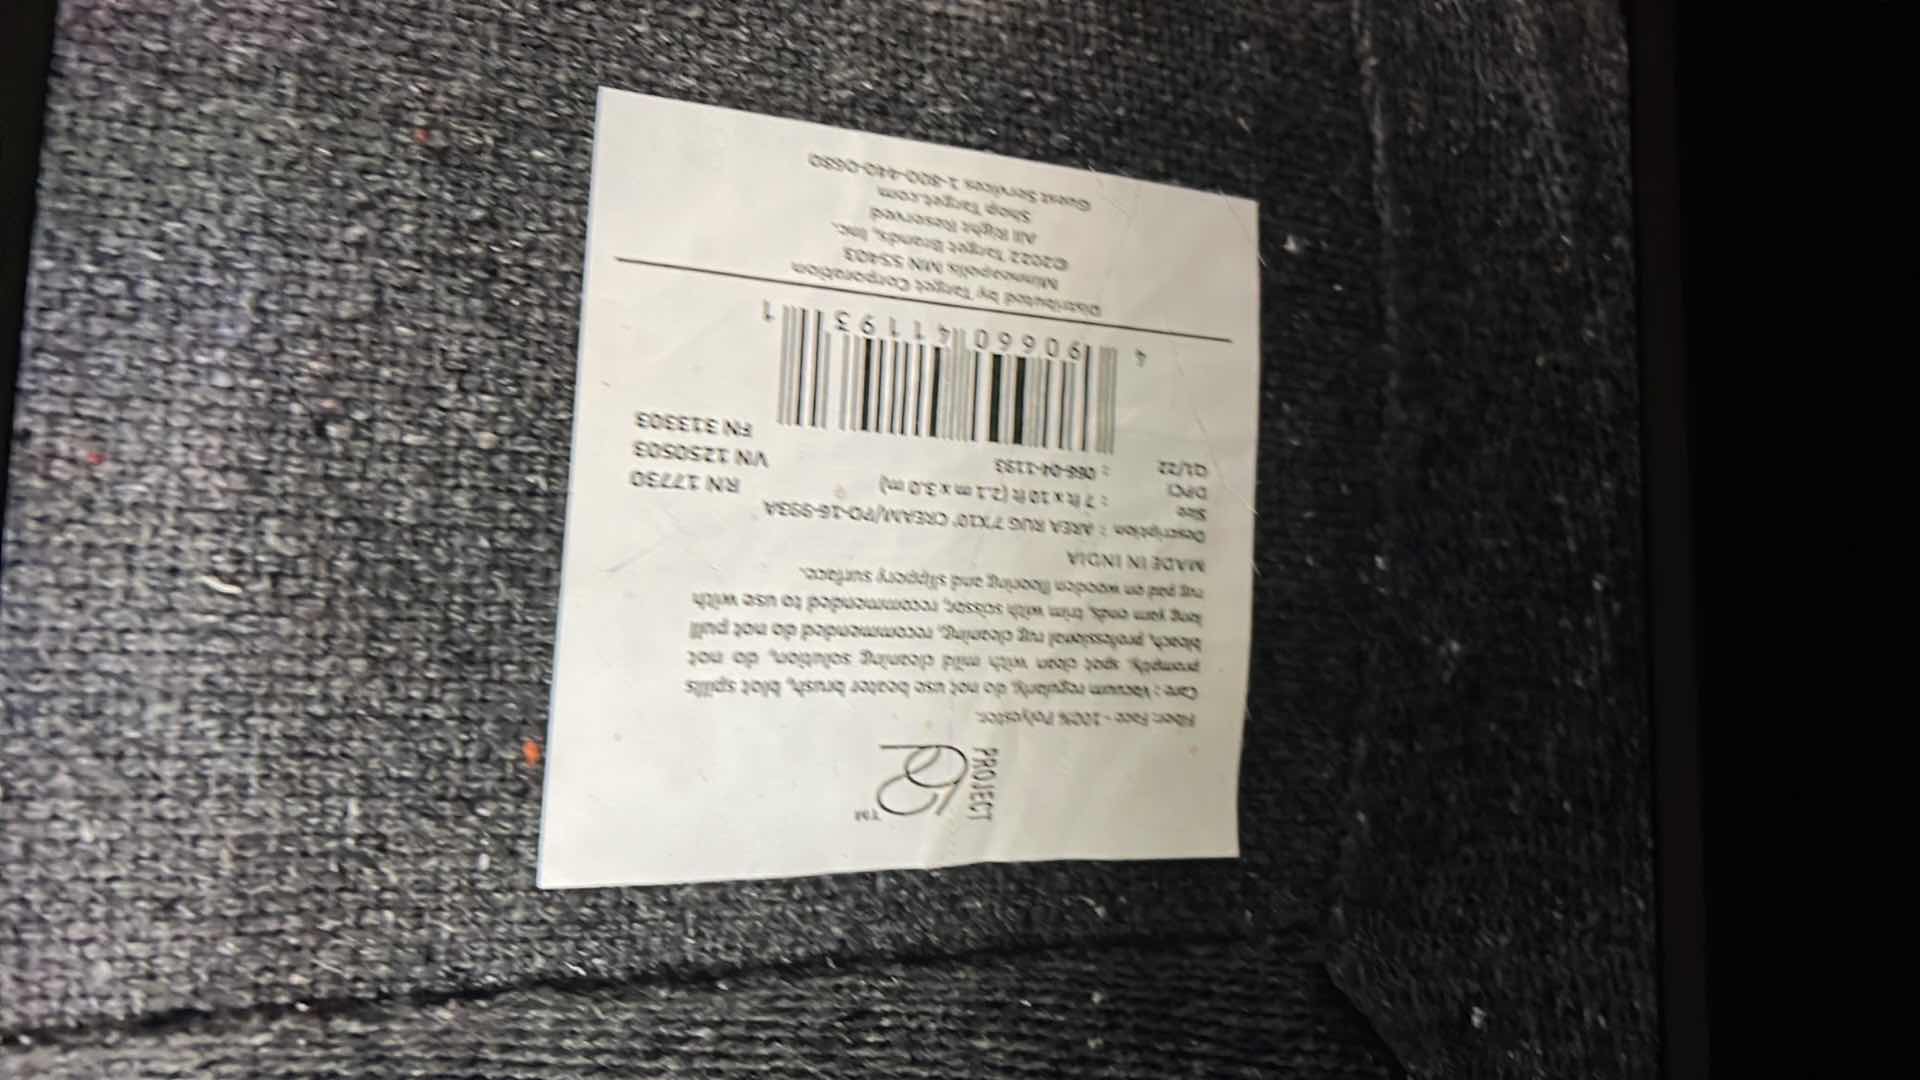 PROJECT
62™
Fiber: Face - 100% Polyester.
Care : Vacuum regularly, do not use beater brush, blot spills
promptly, spot clean with mild cleaning solution, do not
bleach, professional rug cleaning, recommended do not pull
long yarn ends, trim with scissor, recommended to use with
rug pad on wooden flooring and slippery surface.
MADE IN INDIA
Description : AREA RUG 7'X10' CREAM/PO-16-993A
Size : 7 ft x 10 ft (2.1 m x 3.0 m) RN 17730
DPCI : 066-04-1193 VN 1250503
Q1/22 FN 313303
4 90660 41193 1
Distributed by Target Corporation
Minneapolis MN 55403
©2022 Target Brands, Inc.
All Right Reserved
Shop Target.com
Guest Services 1-800-440-0680